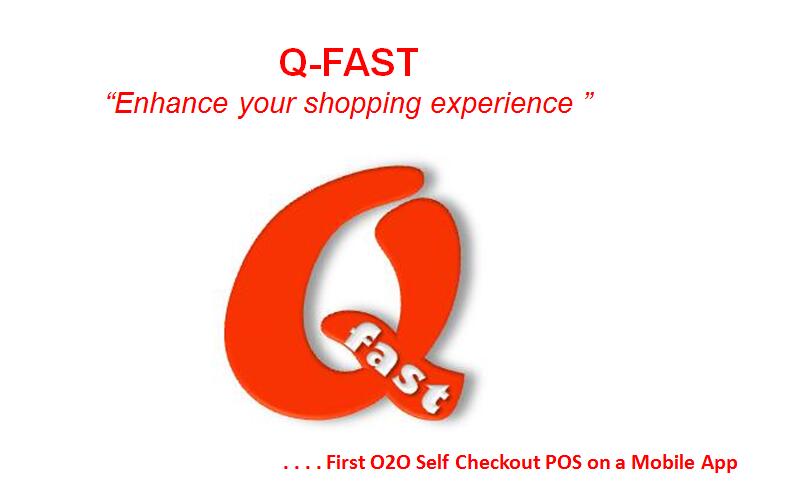 Q-FAST
“Enhance your shopping experience ”
Q
fast
. . . . First O2O Self Checkout POS on a Mobile App